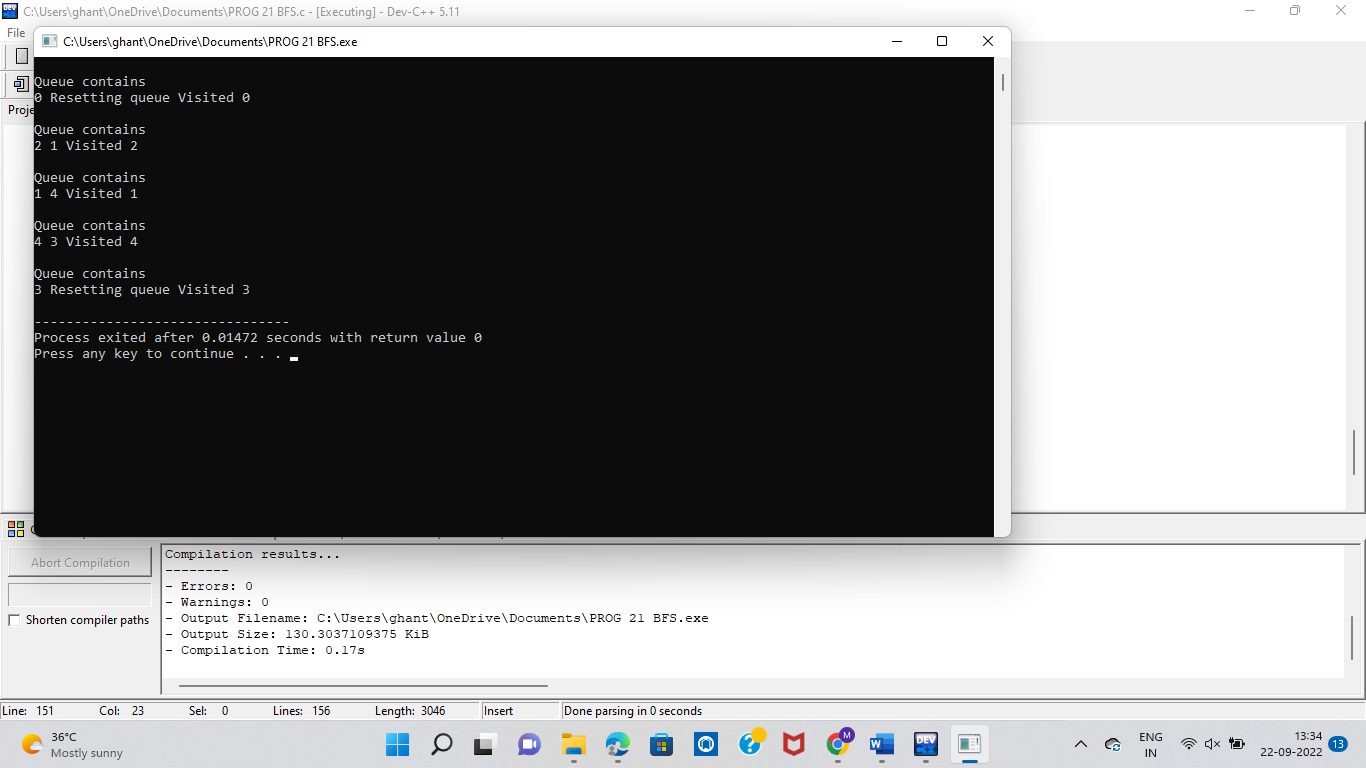 C:\Users\ghant\OneDrive\Documents\PROG 21 BFS.c - [Executing] - Dev-C++ 5.11
File
C:\Users\ghant\OneDrive\Documents\PROG 21 BFS.exe
Proje
Queue contains
0 Resetting queue Visited 0
Queue contains
2 1 Visited 2
Queue contains
1 4 Visited 1
Queue contains
4 3 Visited 4
Queue contains
3 Resetting queue Visited 3
--------------------------------
Process exited after 0.01472 seconds with return value 0
Press any key to continue . . .
Abort Compilation
Shorten compiler paths
Compilation results...
--------
- Errors: 0
- Warnings: 0
- Output Filename: C:\Users\ghant\OneDrive\Documents\PROG 21 BFS.exe
- Output Size: 130.3037109375 KiB
- Compilation Time: 0.17s
Line: 151 Col: 23 Sel: 0 Lines: 156 Length: 3046 Insert Done parsing in 0 seconds
36°C
Mostly sunny
M
W
DEV
ENG
IN
13:34
22-09-2022
13